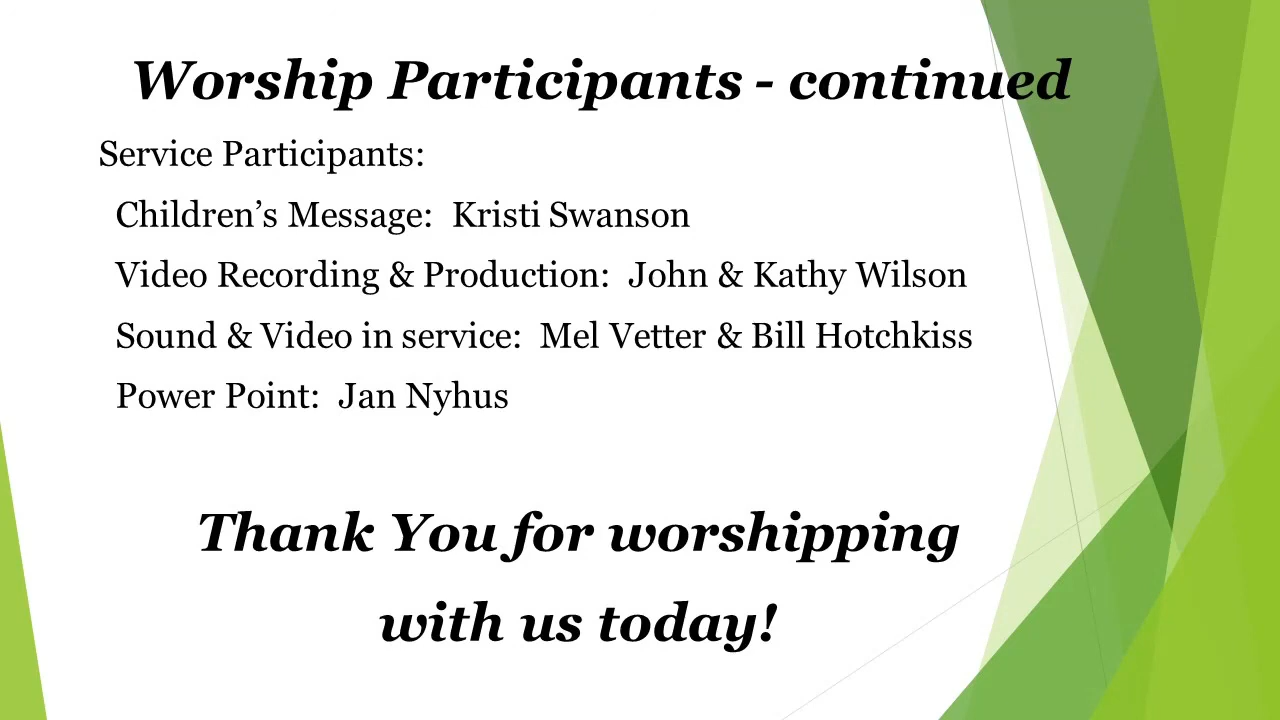 Worship Participants - continued
Service Participants:
Children’s Message: Kristi Swanson
Video Recording & Production: John & Kathy Wilson
Sound & Video in service: Mel Vetter & Bill Hotchkiss
Power Point: Jan Nyhus
Thank You for worshipping
with us today!